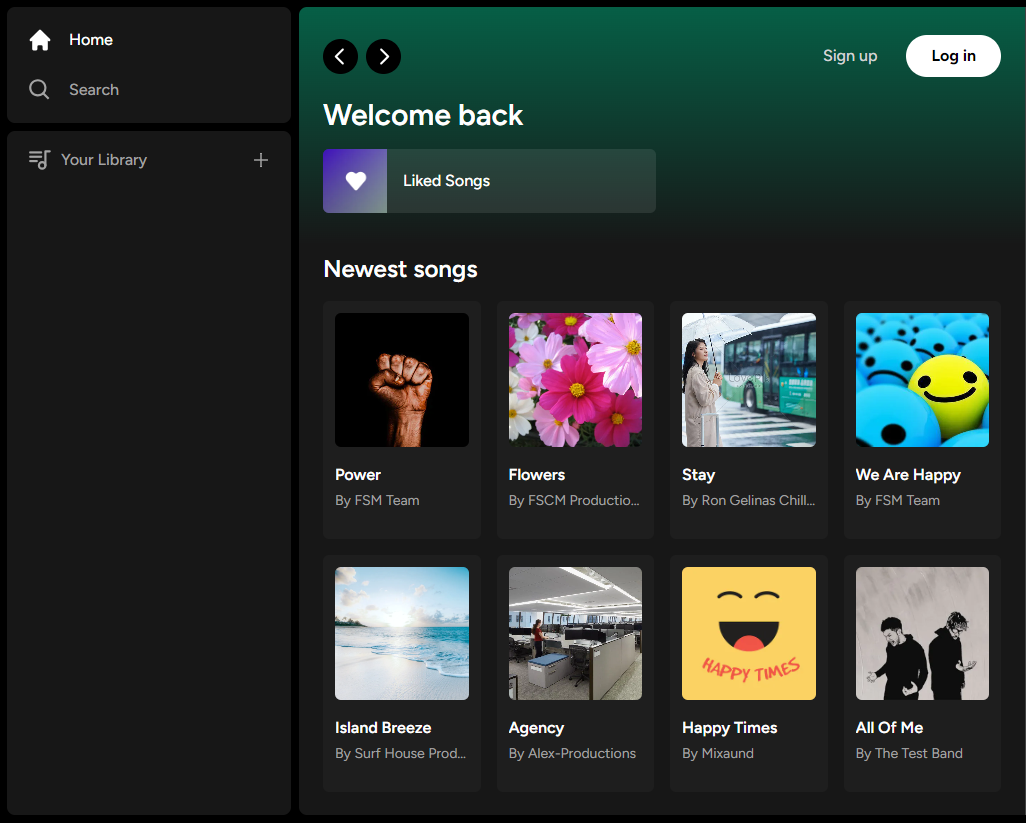 Home
Search
Your Library
Sign up
Log in
Welcome back
Liked Songs
Newest songs
Power
By FSM Team
Flowers
By FSCM Productio...
Stay
By Ron Gelinas Chill...
We Are Happy
By FSM Team
Island Breeze
By Surf House Prod...
Agency
By Alex-Productions
HAPPY TIMES
Happy Times
By Mixaund
All Of Me
By The Test Band